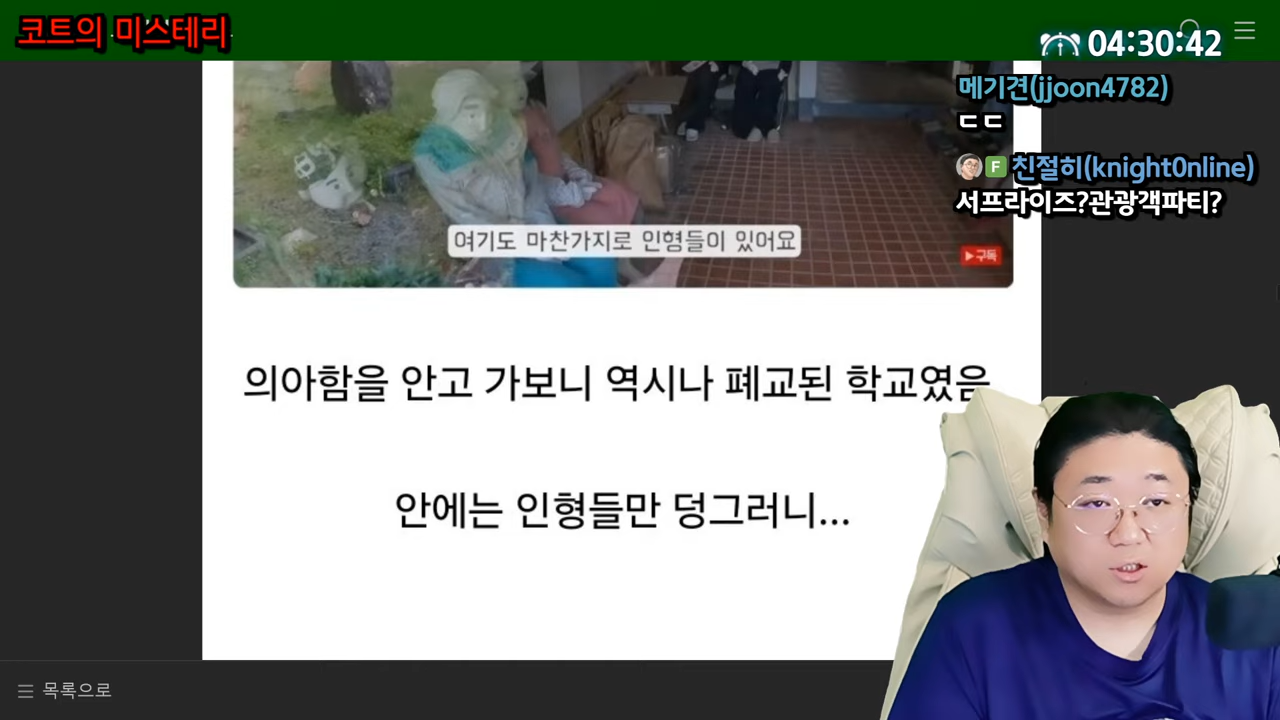 코트의 미스테리
04:30:42
메기견(jjoon4782)
ㄷㄷ
F 친절히(knight0nline)
서프라이즈?관광객파티?
여기도 마찬가지로 인형들이 있어요
구독
의아함을 안고 가보니 역시나 폐교된 학교였음
안에는 인형들만 덩그러니...
목록으로